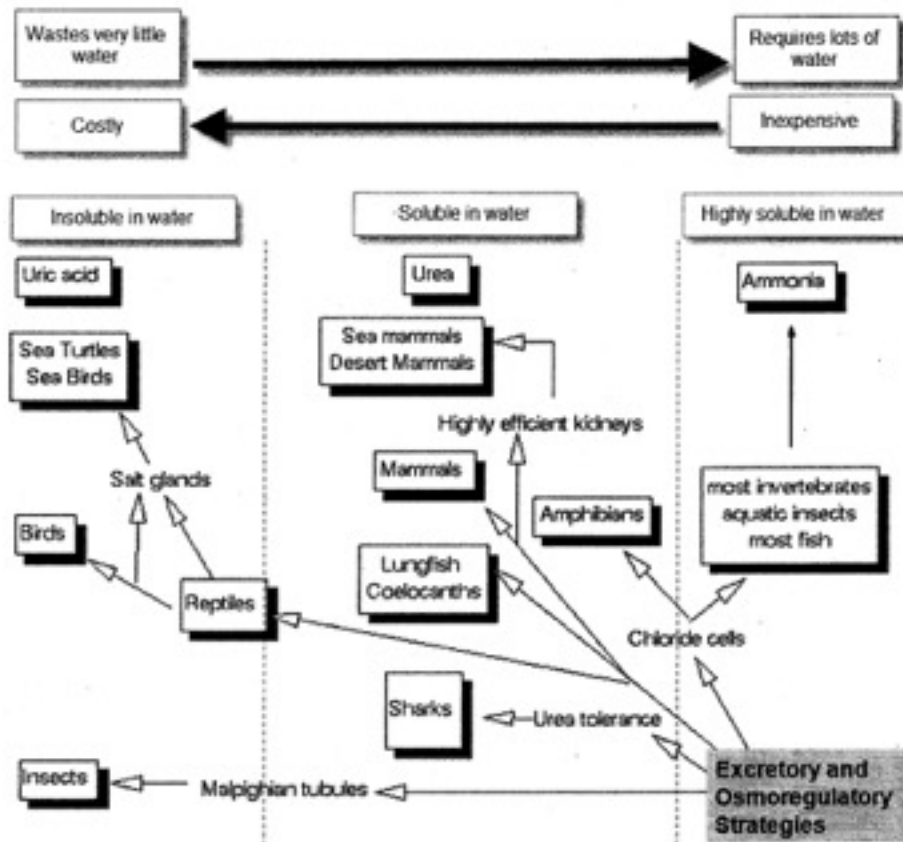 Wastes very little
water
Requires lots of
water
Costly
Inexpensive
Insoluble in water
Soluble in water
Highly soluble in water
Uric acid
Urea
Ammonia
Sea Turtles
Sea Birds
Sea mammals
Desert Mammals
Highly efficient kidneys
Salt glands
Mammals
most invertebrates
aquatic insects
most fish
Birds
Amphibians
Lungfish
Coelocanths
Reptiles
Chloride cells
Sharks
Urea tolerance
Insects
Malpighian tubules
Excretory and
Osmoregulatory
Strategies